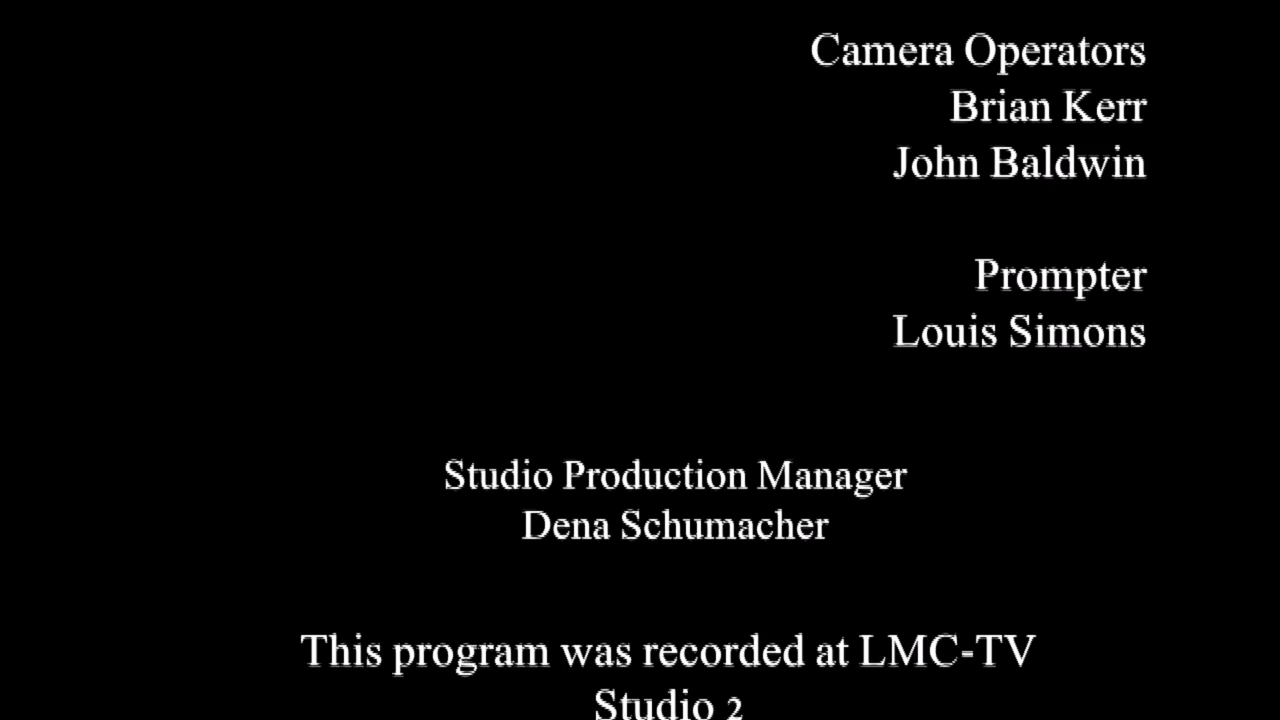 Camera Operators
Brian Kerr
John Baldwin
Prompter
Louis Simons
Studio Production Manager
Dena Schumacher
This program was recorded at LMC-TV
Studio 2